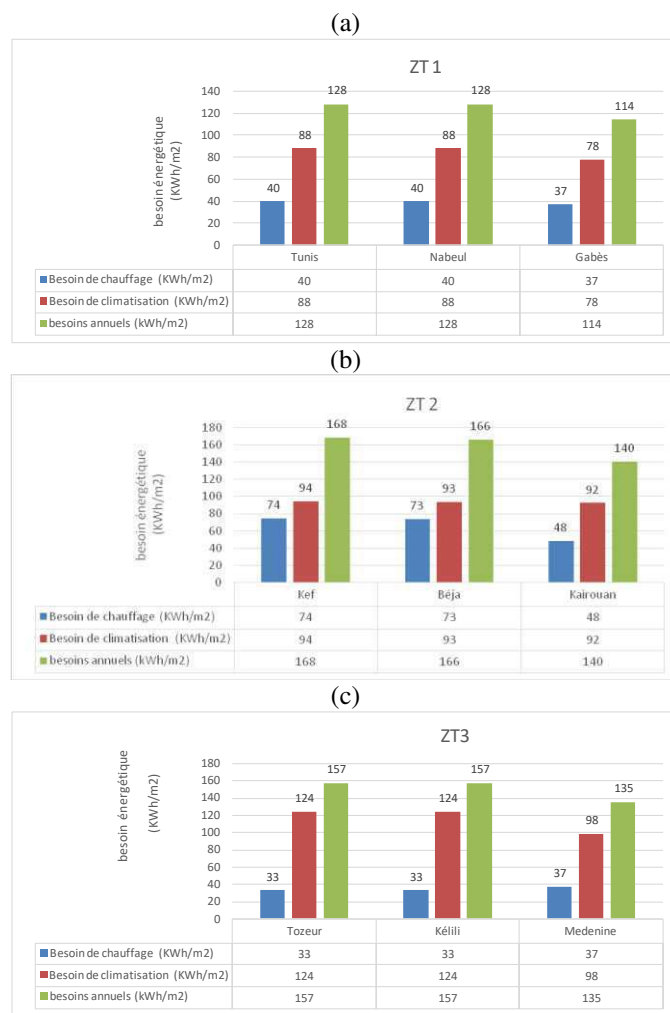 (a)
ZT 1
besoin énergétique
(KWh/m2)
140
120
100
80
60
40
20
0
40 88 128
40 88 128
37 78 114
Tunis Nabeul Gabès
Besoin de chauffage (KWh/m2) 40 40 37
Besoin de climatisation (KWh/m2) 88 88 78
besoins annuels (kWh/m2) 128 128 114
(b)
ZT 2
besoin énergétique
(KWh/m2)
180
160
140
120
100
80
60
40
20
0
74 94 168
73 93 166
48 92 140
Kef Béja Kairouan
Besoin de chauffage (KWh/m2) 74 73 48
Besoin de climatisation (KWh/m2) 94 93 92
besoins annuels (kWh/m2) 168 166 140
(c)
ZT3
besoin énergétique
(KWh/m2)
180
160
140
120
100
80
60
40
20
0
33 124 157
33 124 157
37 98 135
Tozeur Kélili Medenine
Besoin de chauffage (KWh/m2) 33 33 37
Besoin de climatisation (KWh/m2) 124 124 98
besoins annuels (kWh/m2) 157 157 135